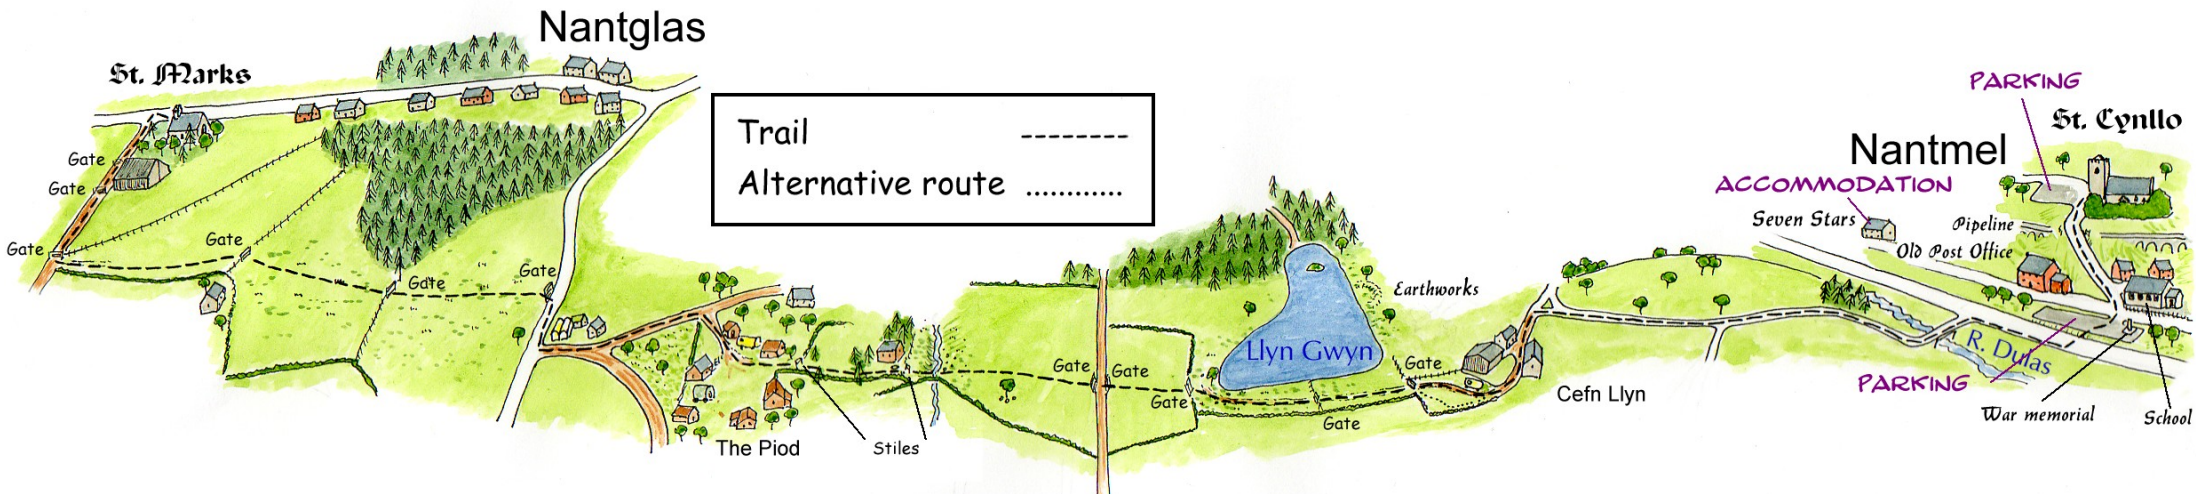 Nantglas
St. Marks
Gate
Gate
Gate
Gate
Gate
Gate
Trail --------
Alternative route ............
The Piod
Stiles
Gate
Gate
Gate
Llyn Gwyn
Gate
Gate
Earthworks
Cefn Llyn
PARKING
St. Cynllo
Nantmel
ACCOMMODATION
Seven Stars
Pipeline
Old Post Office
R. Dulas
PARKING
War memorial
School